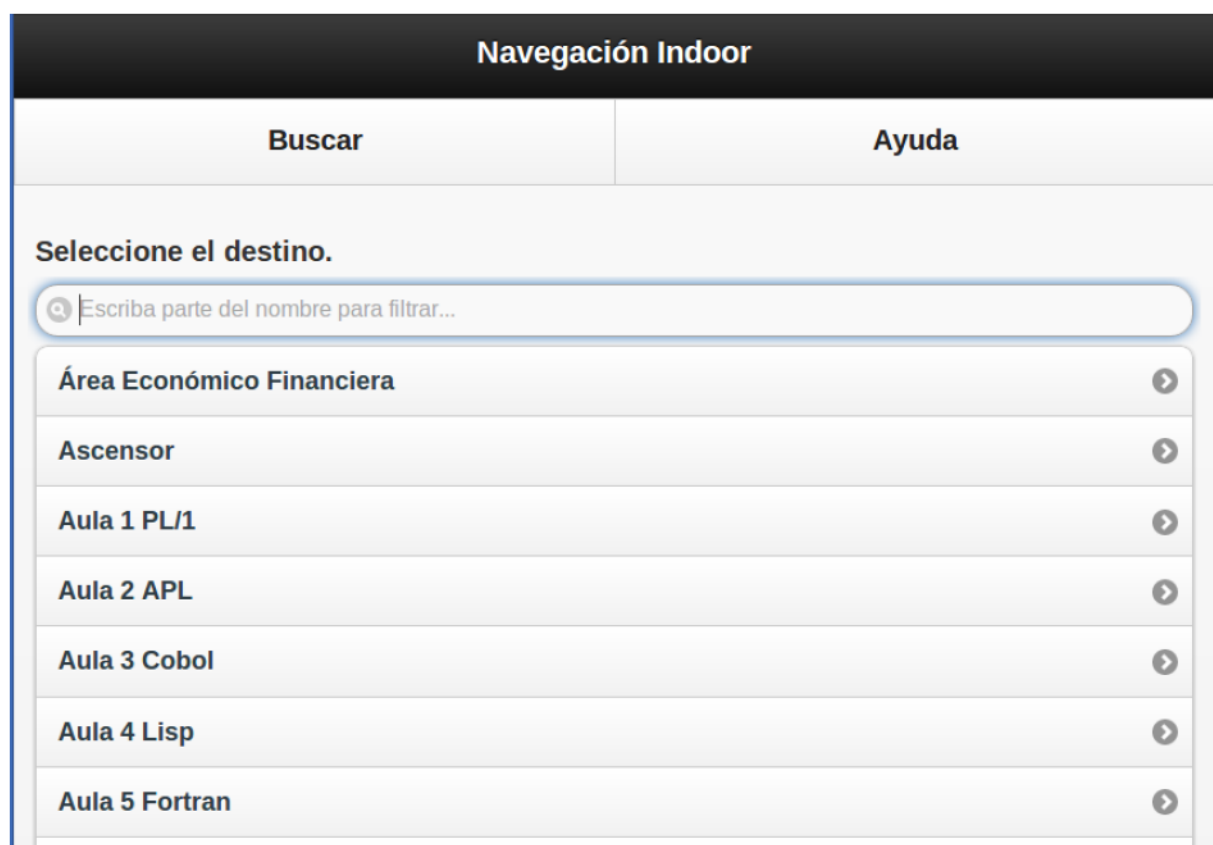 Navegación Indoor
Buscar Ayuda
Seleccione el destino.
Escriba parte del nombre para filtrar...
Área Económico Financiera
Ascensor
Aula 1 PL/1
Aula 2 APL
Aula 3 Cobol
Aula 4 Lisp
Aula 5 Fortran